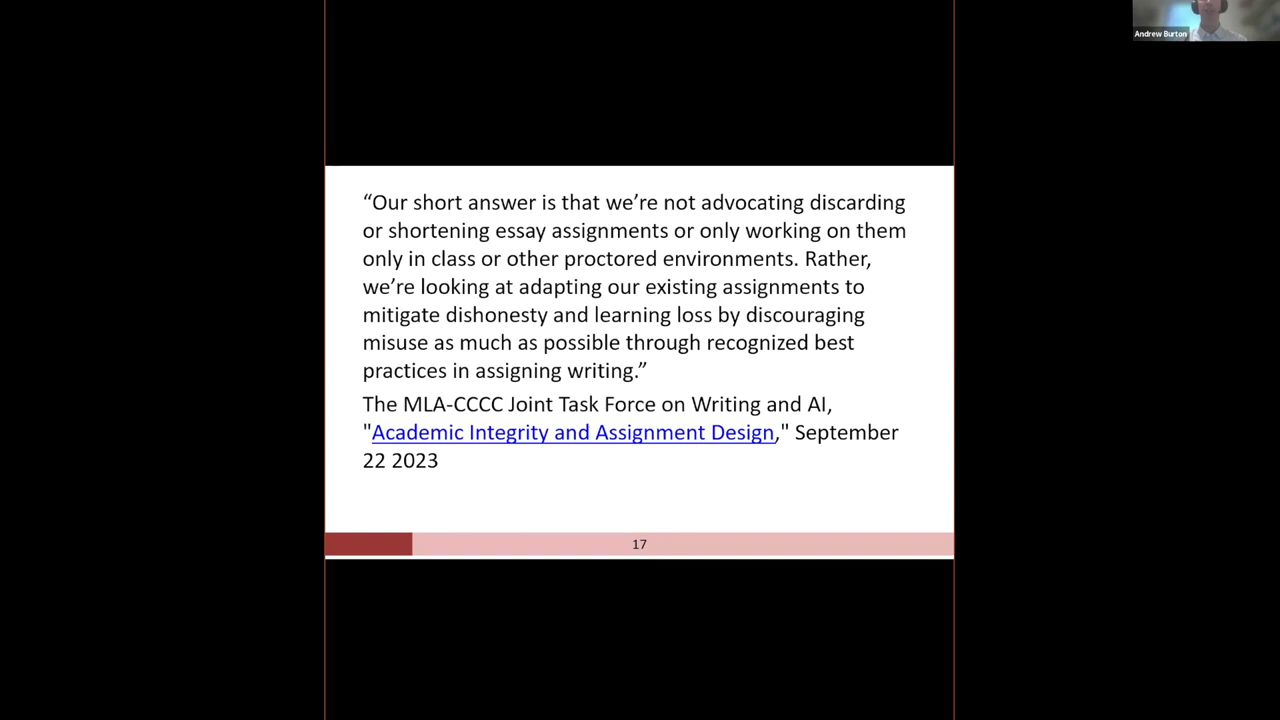 Andrew Burton
“Our short answer is that we’re not advocating discarding
or shortening essay assignments or only working on them
only in class or other proctored environments. Rather,
we’re looking at adapting our existing assignments to
mitigate dishonesty and learning loss by discouraging
misuse as much as possible through recognized best
practices in assigning writing.”
The MLA-CCCC Joint Task Force on Writing and AI,
"Academic Integrity and Assignment Design," September
22 2023
17